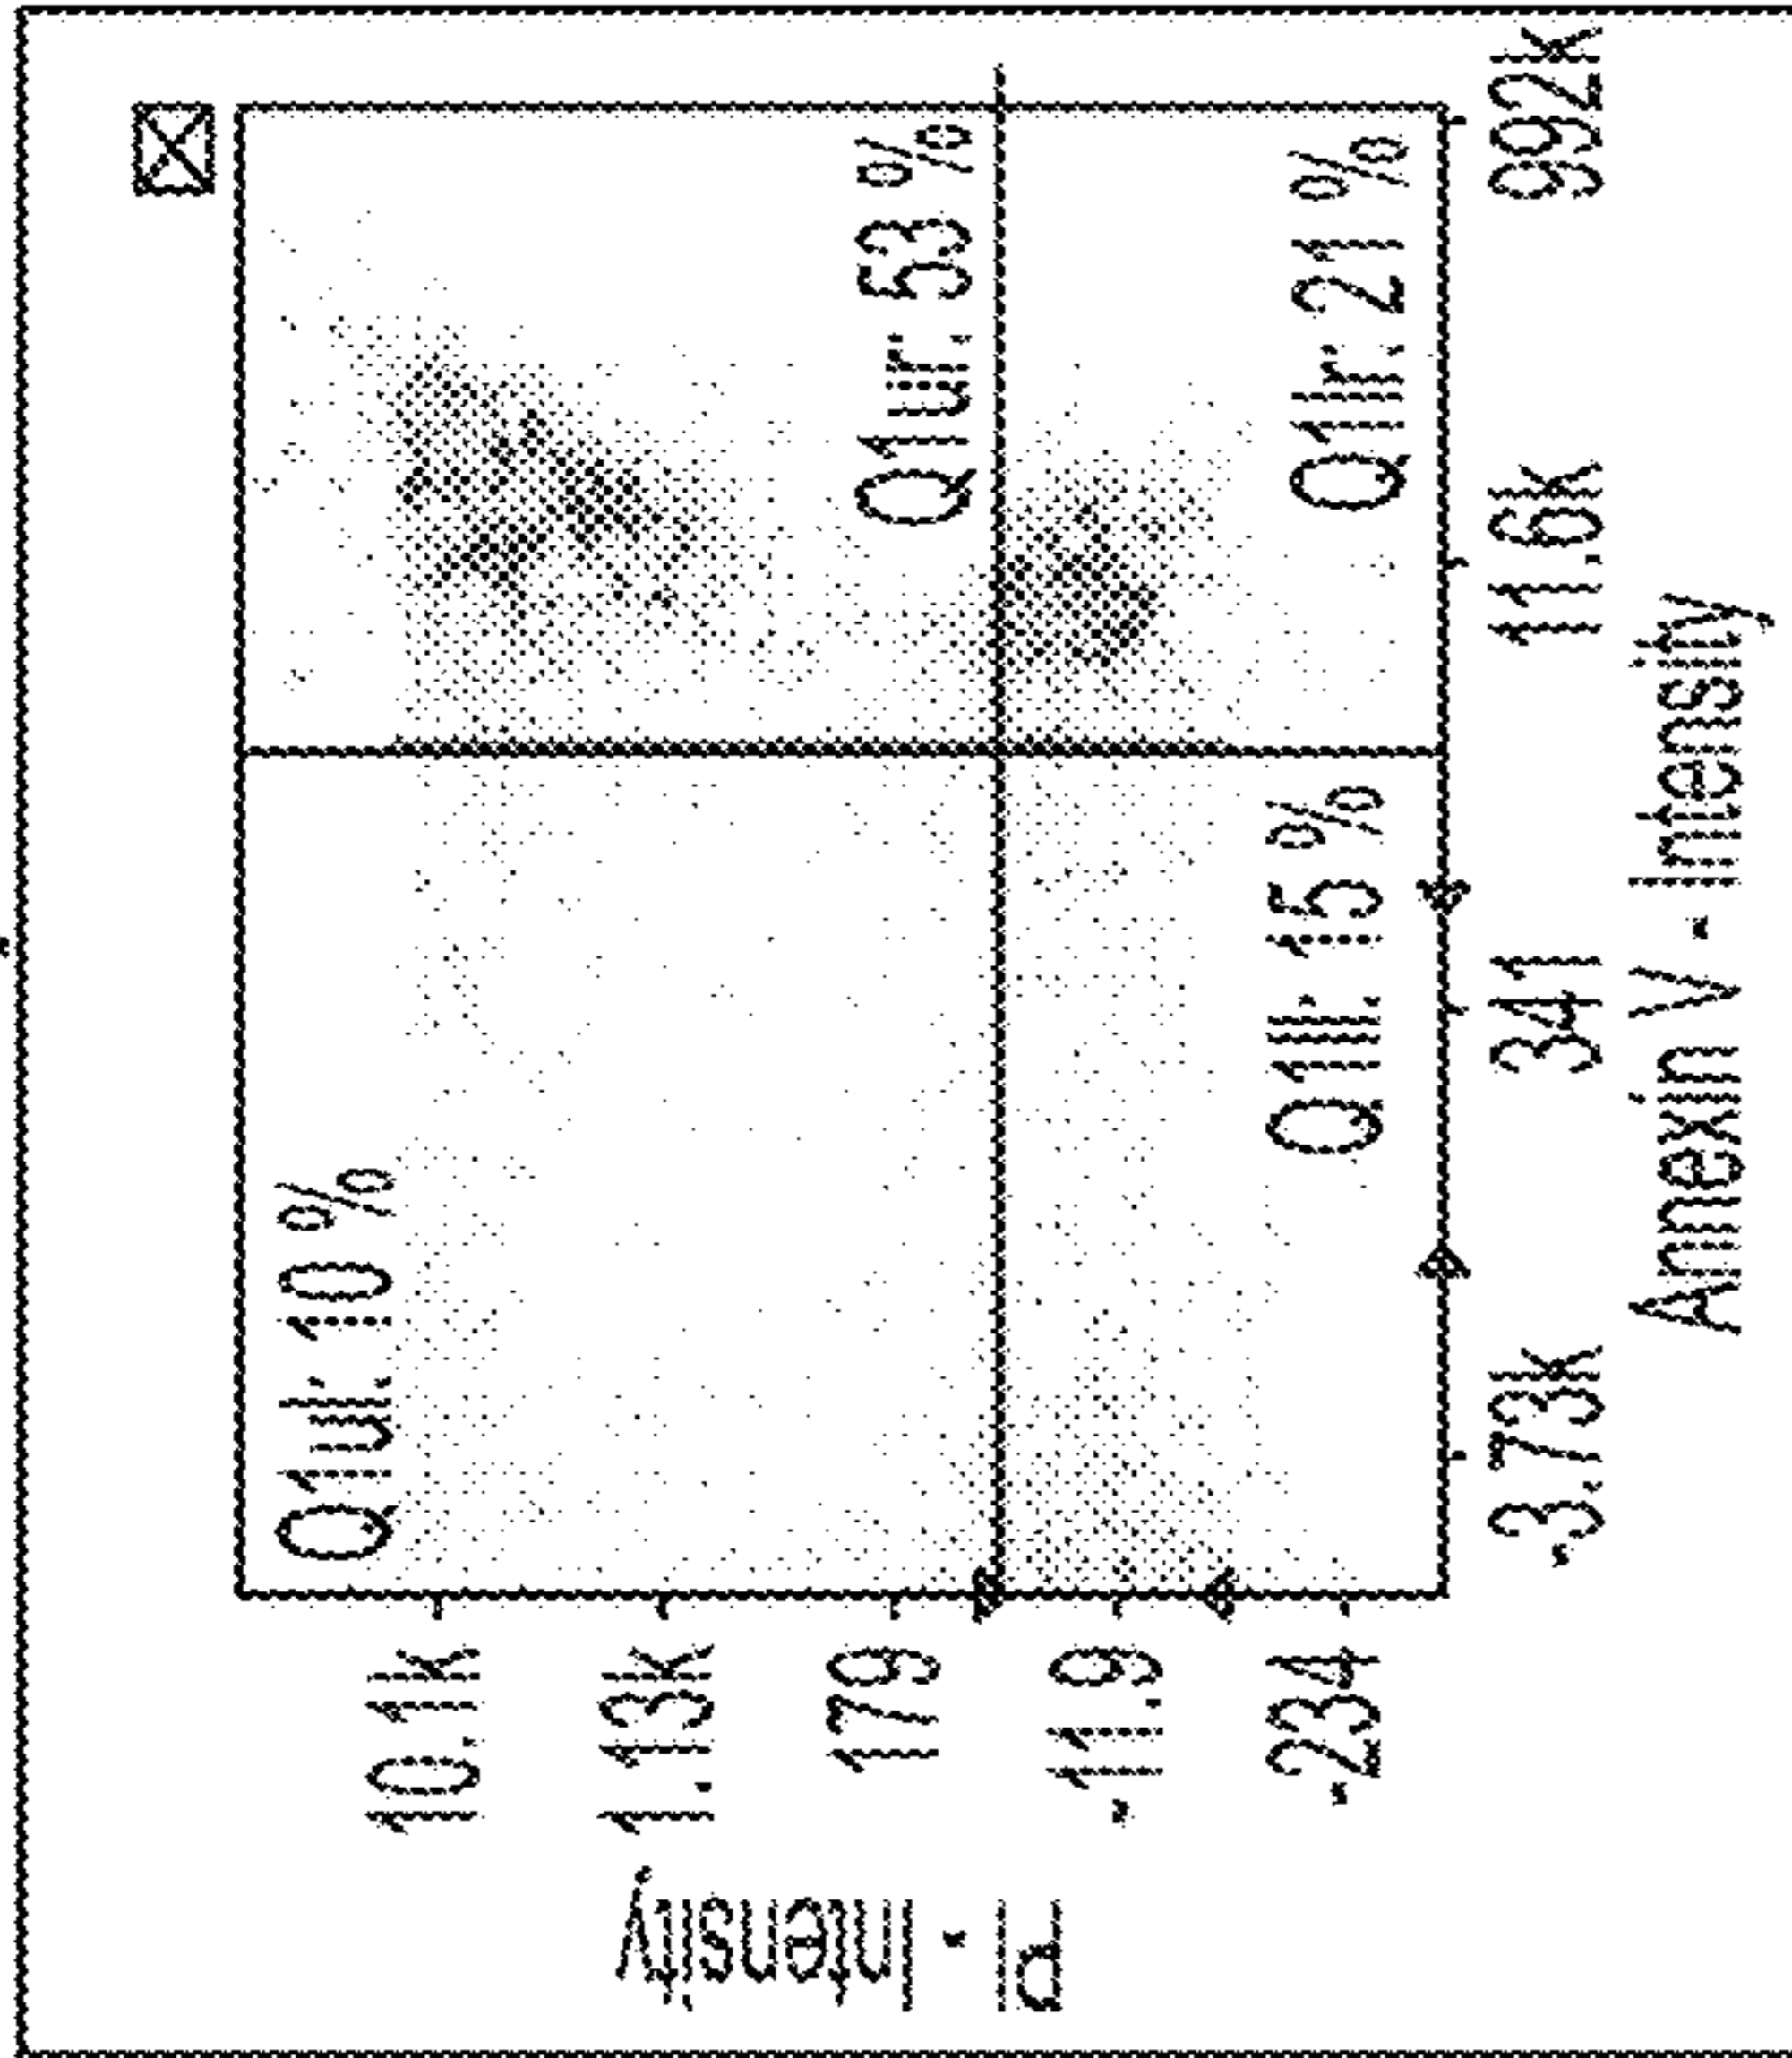 Q1ul: 10 %
Q1ur: 53 %
Q1ll: 15 %
Q1lr: 21 %
10.1k
1.13k
179
-11.9
-234
PI - Intensity
-3.73k
341
11.6k
992k
Annexin V - Intensity